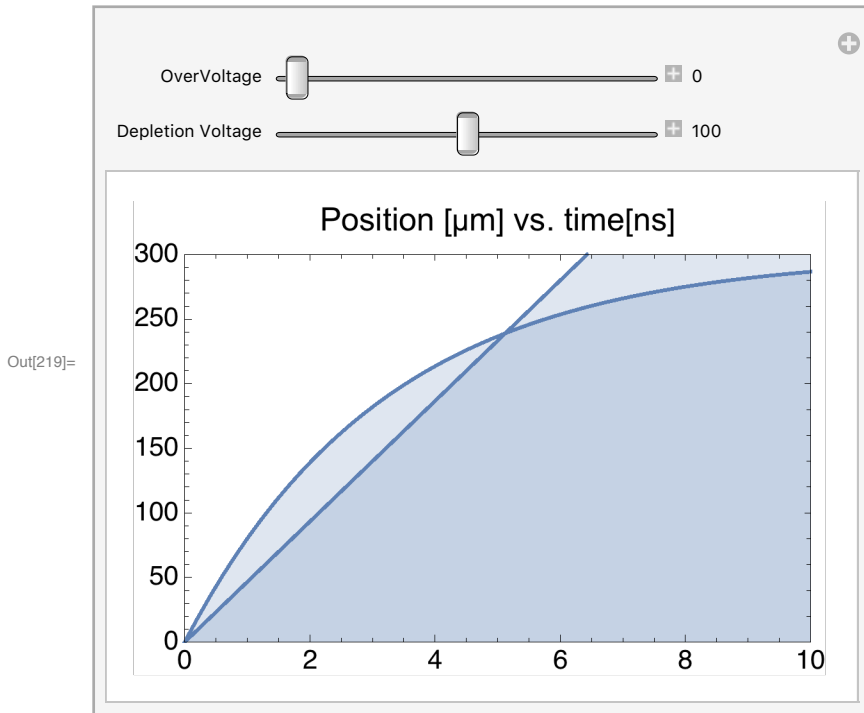 OverVoltage 0
Depletion Voltage 100
Position [μm] vs. time[ns]
Out[219]=
300
250
200
150
100
50
0
0 2 4 6 8 10